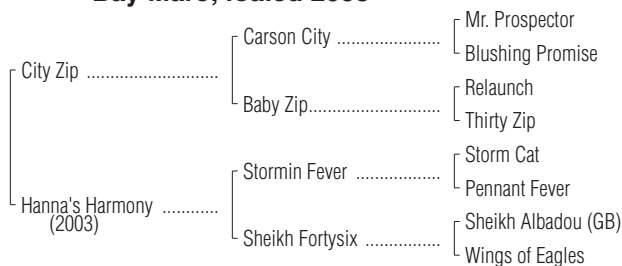 Bay Mare; foaled
Mr. Prospector
Carson City ......................
Blushing Promise
City Zip ............................
Relaunch
Baby Zip............................
Thirty Zip
Storm Cat
Stormin Fever ..................
Pennant Fever
Hanna's Harmony ............
(2003)
Sheikh Albadou (GB)
Sheikh Fortysix ................
Wings of Eagles